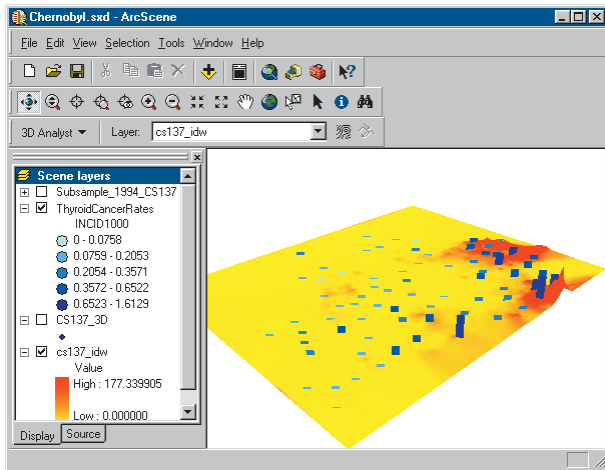 Chernobyl.sxd - ArcScene
File Edit View Selection Tools Window Help
3D Analyst Layer: cs137_idw
Scene layers
Subsample_1994_CS137
ThyroidCancerRates
INCID1000
0 - 0.0758
0.0759 - 0.2053
0.2054 - 0.3571
0.3572 - 0.6522
0.6523 - 1.6129
CS137_3D
cs137_idw
Value
High : 177.339905
Low : 0.000000
Display Source